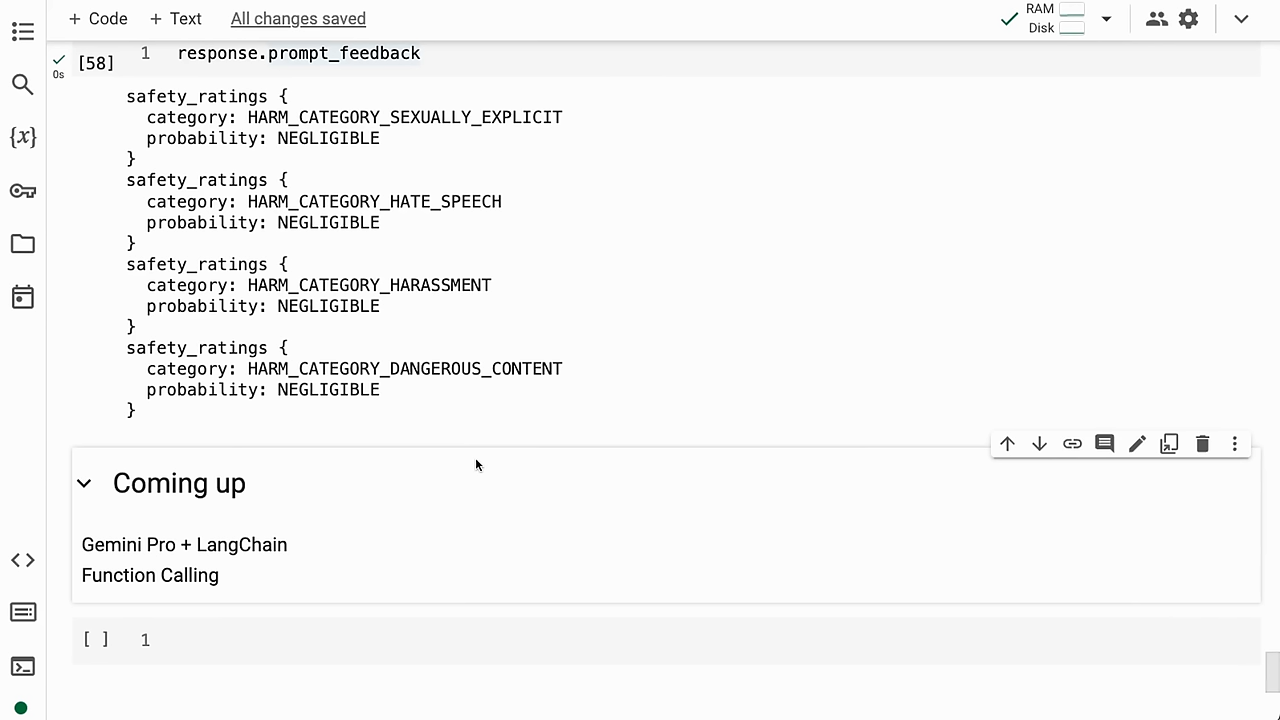 + Code + Text All changes saved RAM
Disk
[58] 1 response.prompt_feedback
0s
safety_ratings {
category: HARM_CATEGORY_SEXUALLY_EXPLICIT
probability: NEGLIGIBLE
}
safety_ratings {
category: HARM_CATEGORY_HATE_SPEECH
probability: NEGLIGIBLE
}
safety_ratings {
category: HARM_CATEGORY_HARASSMENT
probability: NEGLIGIBLE
}
safety_ratings {
category: HARM_CATEGORY_DANGEROUS_CONTENT
probability: NEGLIGIBLE
}
Coming up
Gemini Pro + LangChain
Function Calling
[ ] 1